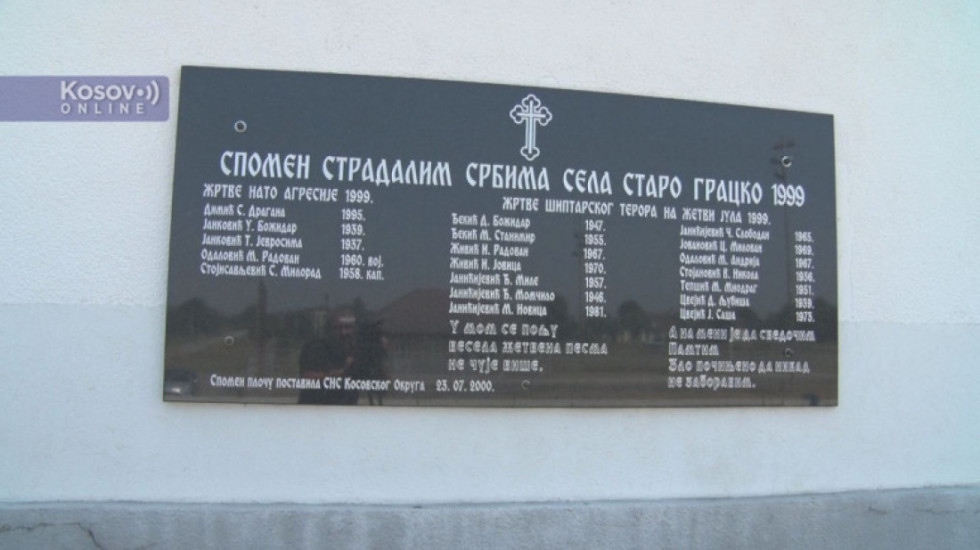 Kosovo
ONLINE
СПОМЕН СТРАДАЛИМ СРБИМА СЕЛА СТАРО ГРАЦКО 1999
ЖРТВЕ НАТО АГРЕСИЈЕ 1999.
Димић С. Драгана 1995.
Јанковић У. Божидар 1939.
Јанковић Т. Јевросима 1937.
Одаловић М. Радован 1960. вој.
Стојисављевић С. Милорад 1958. кап.
ЖРТВЕ ШИПТАРСКОГ ТЕРОРА НА ЖЕТВИ ЈУЛА 1999.
Ђекић Д. Божидар 1947.
Ђекић М. Станимир 1955.
Живић И. Радован 1967.
Живић И. Јовица 1970.
Јанићијевић Ђ. Миле 1957.
Јанићијевић Ђ. Момчило 1946.
Јанићијевић М. Новица 1981.
Јанићијевић Ч. Слободан 1965.
Јовановић Ц. Милован 1969.
Одаловић М. Андрија 1967.
Стојановић В. Никола 1936.
Тепшић М. Миодраг 1951.
Цвејић Д. Љубиша 1939.
Цвејић Ј. Саша 1973.
У МОМ СЕ ПОЉУ
ВЕСЕЛА ЖЕТВЕНА ПЕСМА
НЕ ЧУЈЕ ВИШЕ.
А НА МЕНИ ЈЕДА СВЕДОЧИМ
ПАМТИМ
ЗЛО ПОЧИЊЕНО ДА НИКАД
НЕ ЗАБОРАВИМ.
Спомен плочу поставила СНС Косовског Округа 23. 07. 2000.